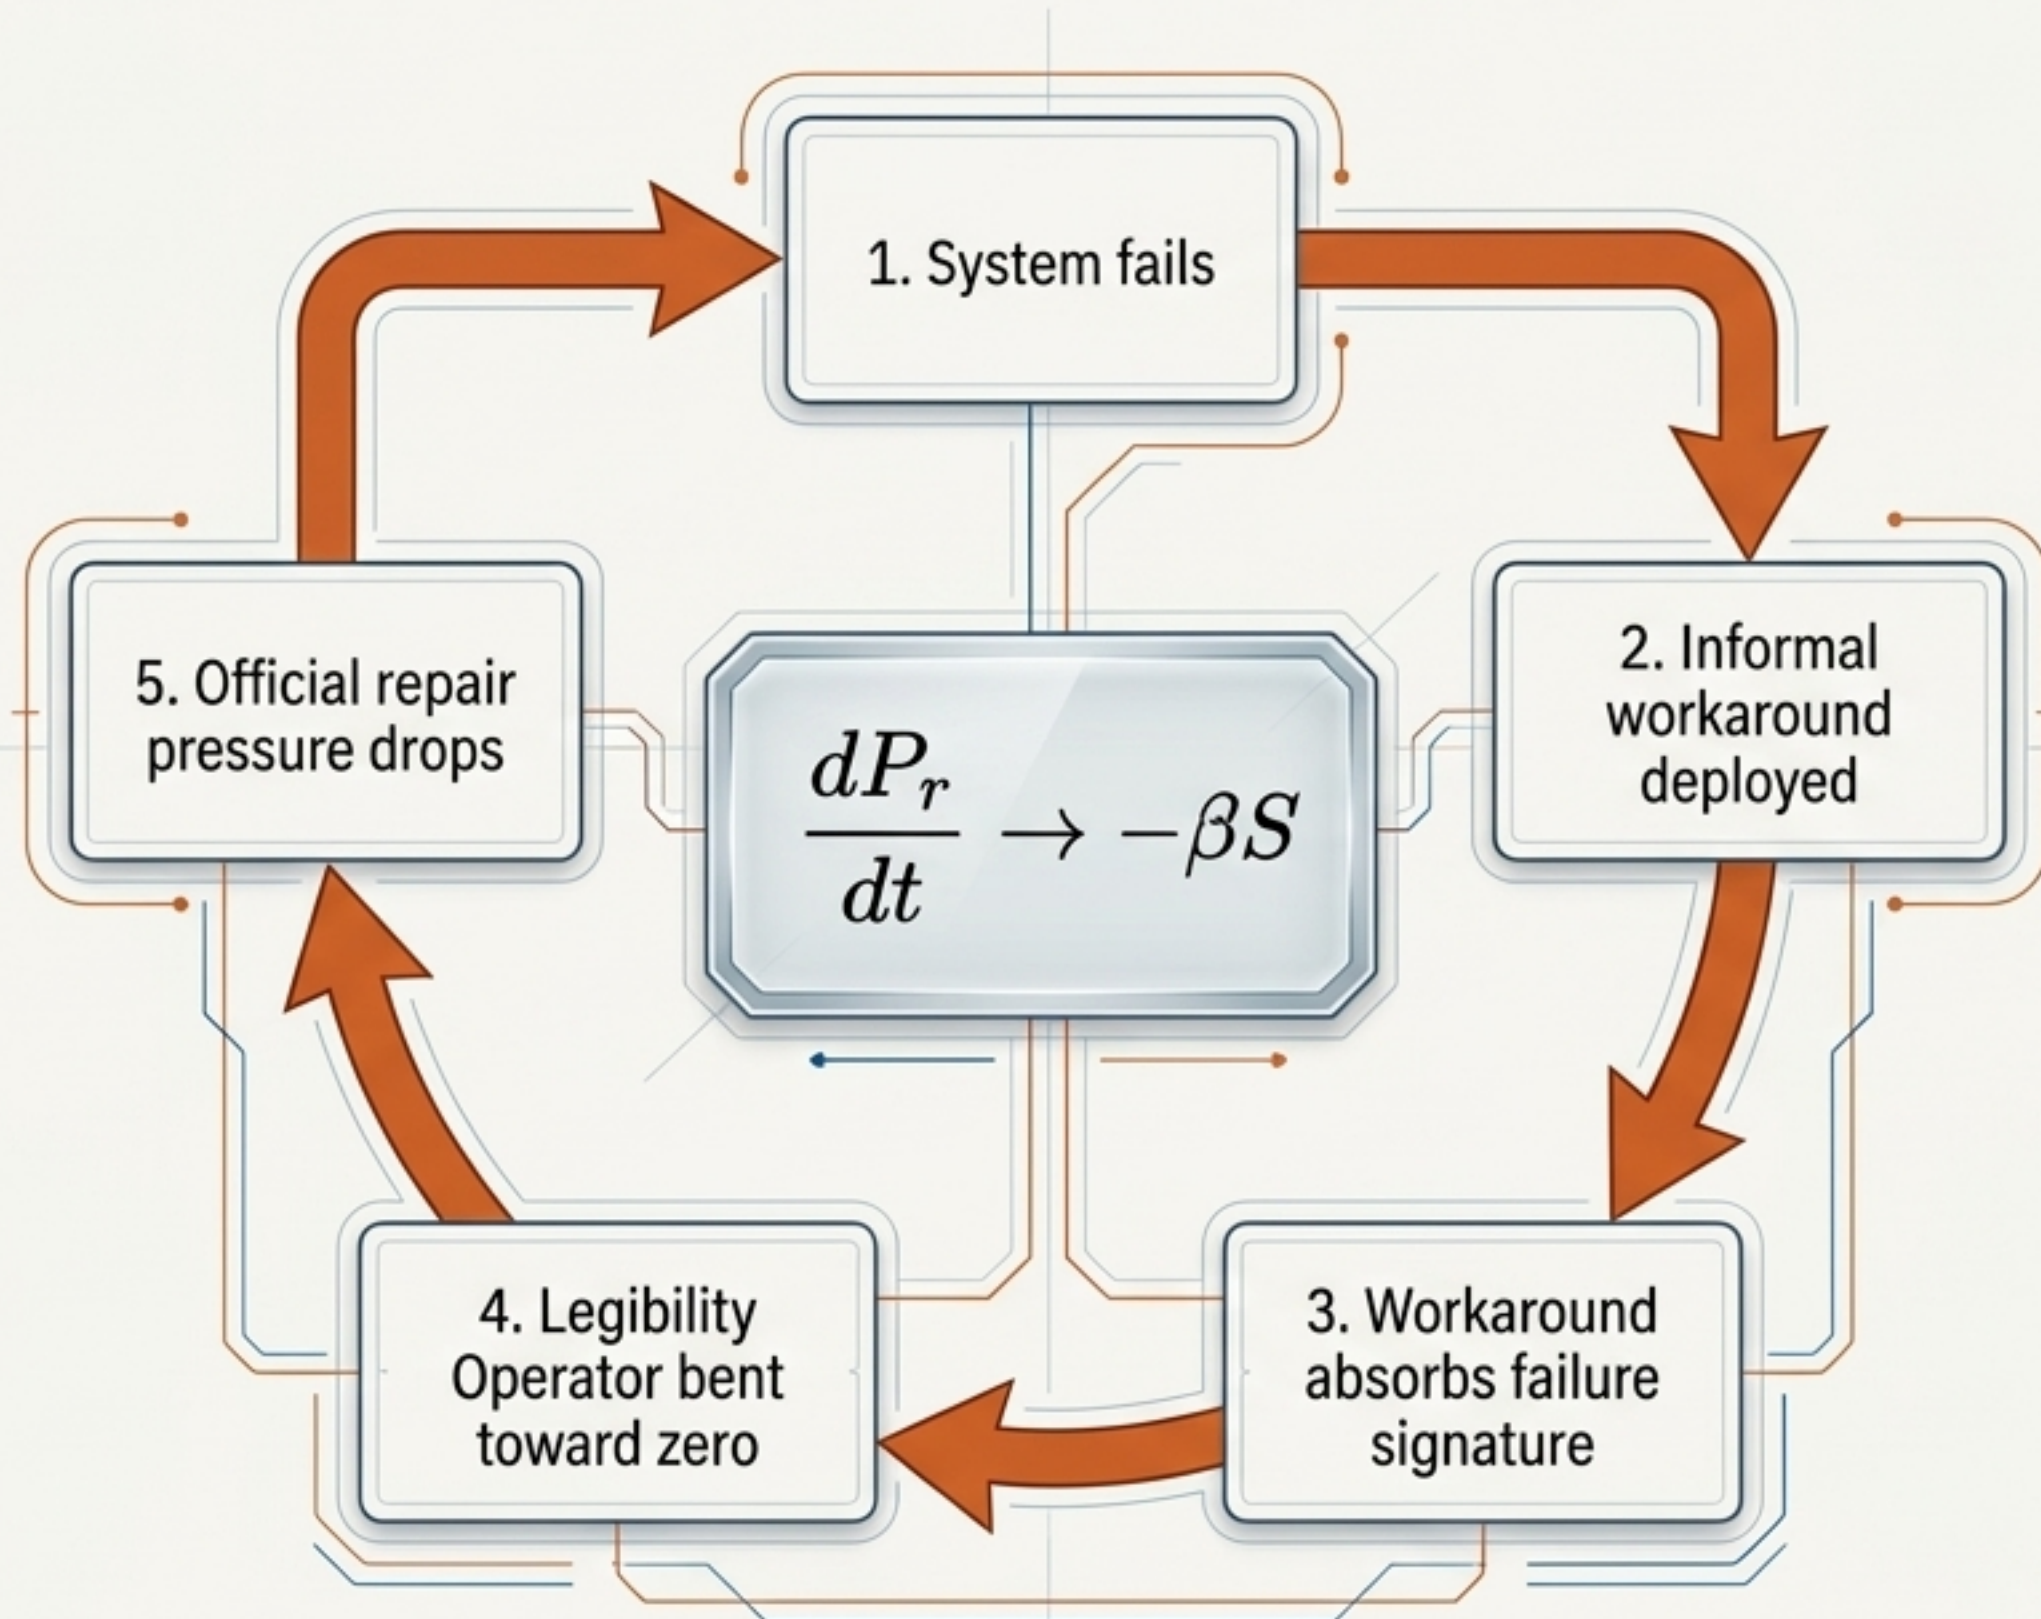 1. System fails
2. Informal
workaround
deployed
3. Workaround
absorbs failure
signature
4. Legibility
Operator bent
toward zero
5. Official repair
pressure drops
dPᵣ/dt → −βS